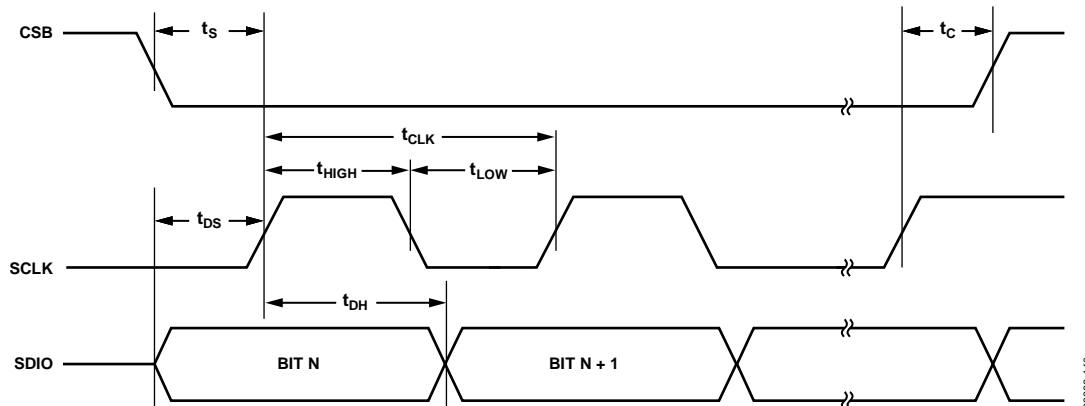 CSB
tS
tC
tCLK
tHIGH
tLOW
tDS
SCLK
tDH
SDIO
BIT N
BIT N + 1